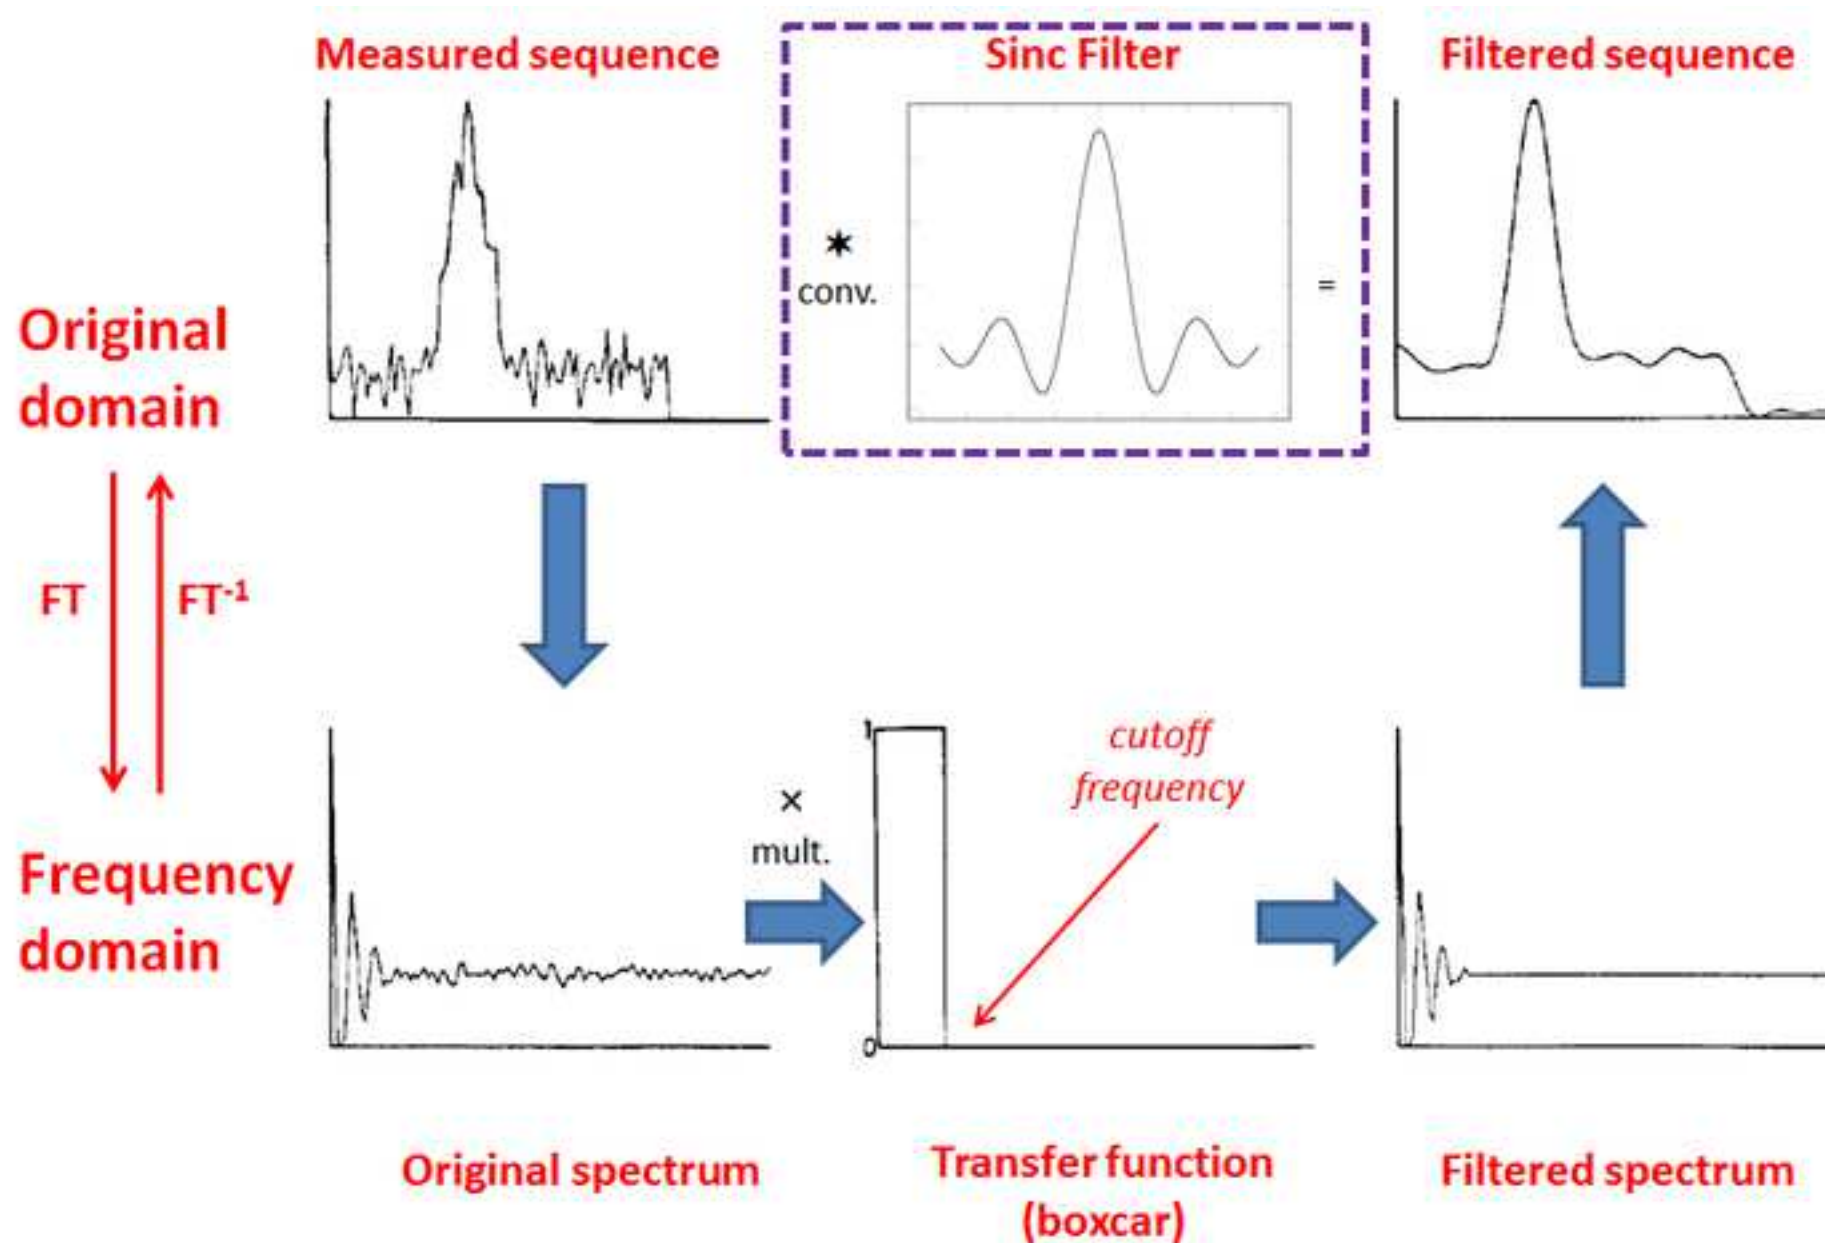 Measured sequence
Sinc Filter
Filtered sequence
*
conv.
=
Original
domain
FT
FT-1
Frequency
domain
×
mult.
1
0
cutoff
frequency
Original spectrum
Transfer function
(boxcar)
Filtered spectrum